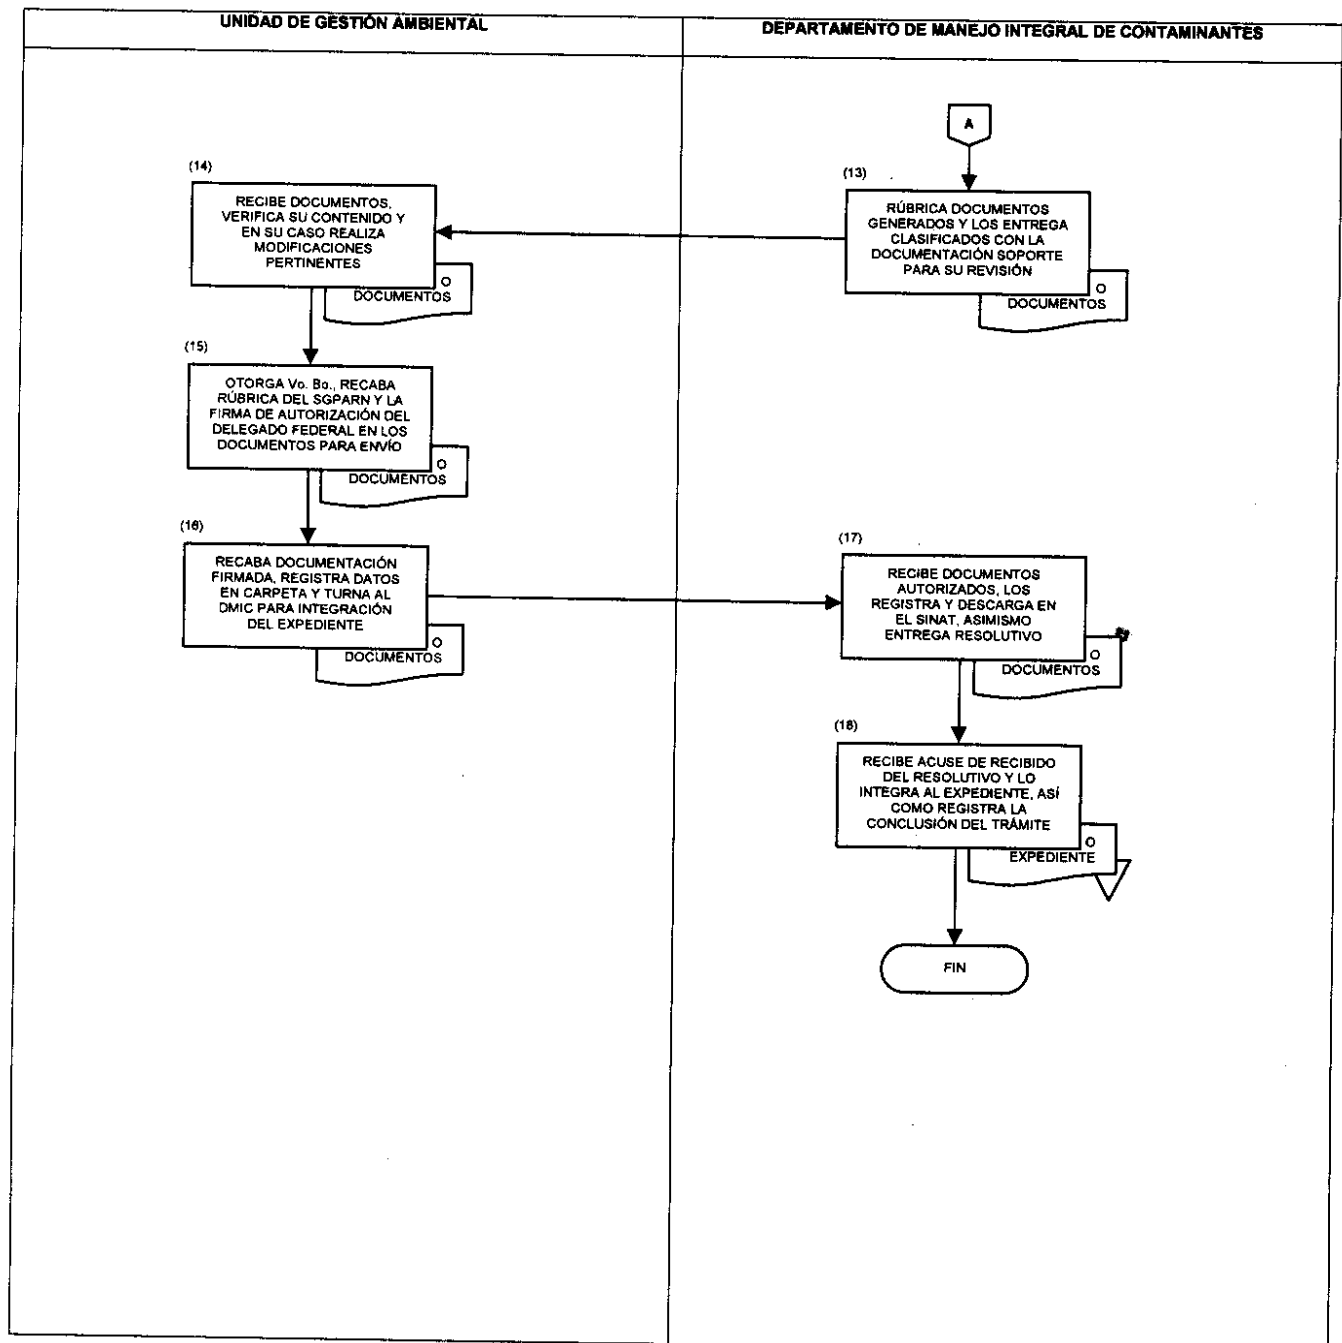 UNIDAD DE GESTIÓN AMBIENTAL
DEPARTAMENTO DE MANEJO INTEGRAL DE CONTAMINANTES
A
(13)
RÚBRICA DOCUMENTOS
GENERADOS Y LOS ENTREGA
CLASIFICADOS CON LA
DOCUMENTACIÓN SOPORTE
PARA SU REVISIÓN
O
DOCUMENTOS
(14)
RECIBE DOCUMENTOS,
VERIFICA SU CONTENIDO Y
EN SU CASO REALIZA
MODIFICACIONES
PERTINENTES
O
DOCUMENTOS
(15)
OTORGA Vo. Bo., RECABA
RÚBRICA DEL SGPARN Y LA
FIRMA DE AUTORIZACIÓN DEL
DELEGADO FEDERAL EN LOS
DOCUMENTOS PARA ENVÍO
O
DOCUMENTOS
(16)
RECABA DOCUMENTACIÓN
FIRMADA, REGISTRA DATOS
EN CARPETA Y TURNA AL
DMIC PARA INTEGRACIÓN
DEL EXPEDIENTE
O
DOCUMENTOS
(17)
RECIBE DOCUMENTOS
AUTORIZADOS, LOS
REGISTRA Y DESCARGA EN
EL SINAT, ASIMISMO
ENTREGA RESOLUTIVO
O
DOCUMENTOS
(18)
RECIBE ACUSE DE RECIBIDO
DEL RESOLUTIVO Y LO
INTEGRA AL EXPEDIENTE, ASÍ
COMO REGISTRA LA
CONCLUSIÓN DEL TRÁMITE
O
EXPEDIENTE
FIN